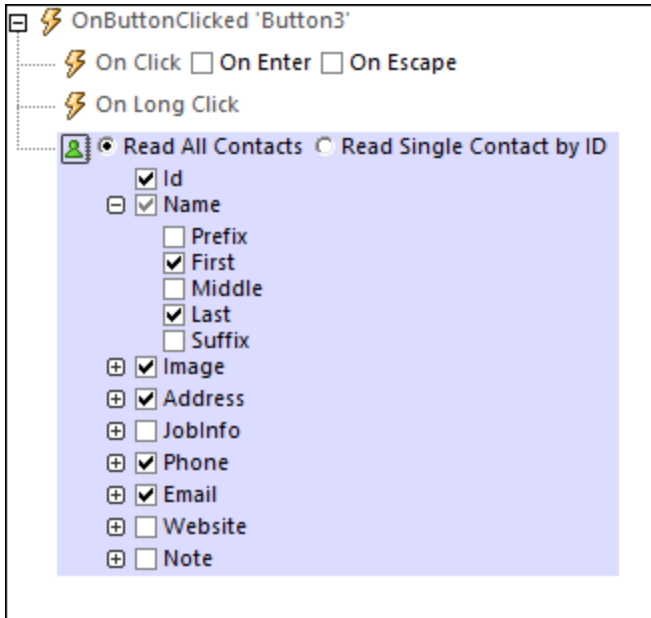 OnButtonClicked 'Button3'
On Click On Enter On Escape
On Long Click
Read All Contacts Read Single Contact by ID
Id
Name
Prefix
First
Middle
Last
Suffix
Image
Address
JobInfo
Phone
Email
Website
Note